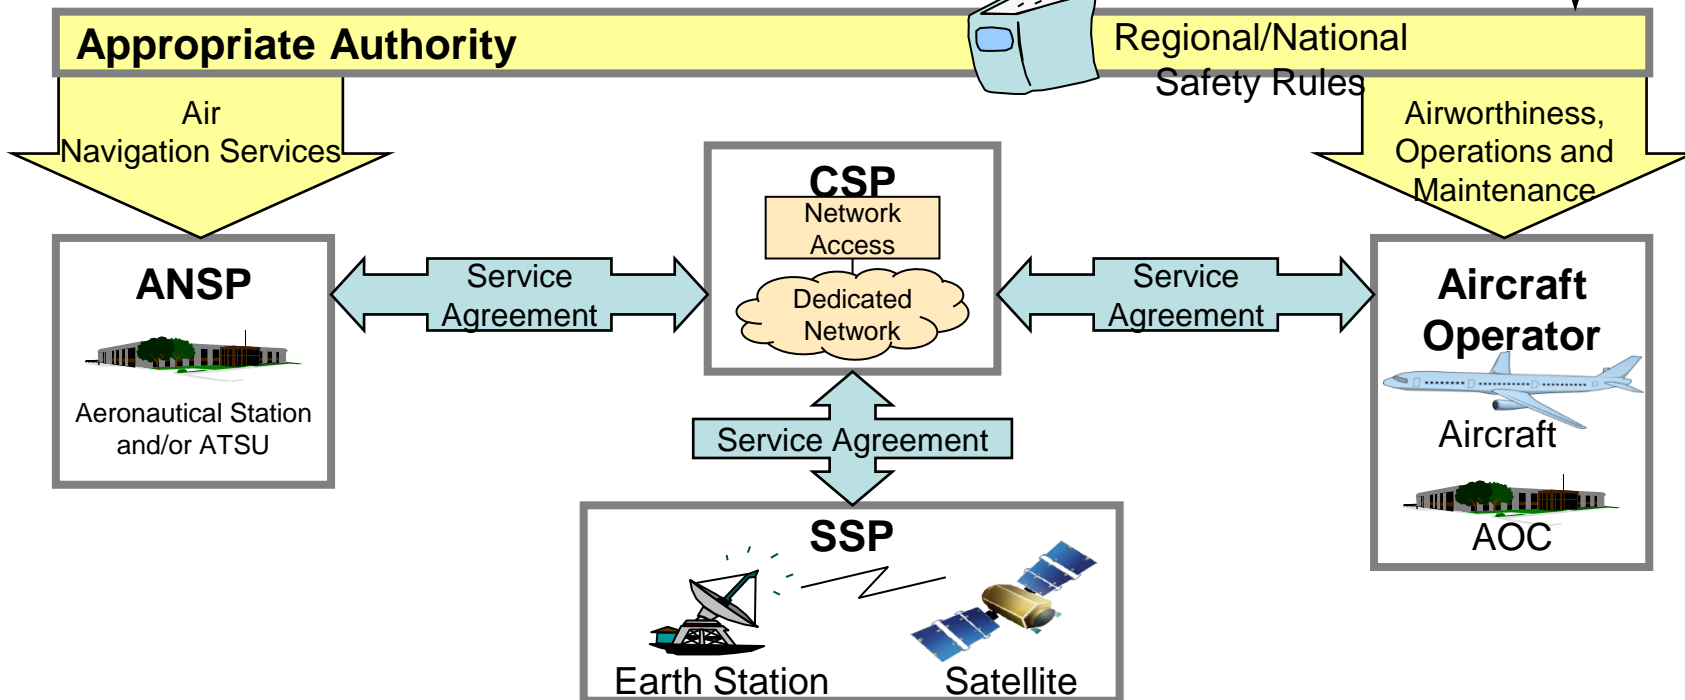 Appropriate Authority
Regional/National
Safety Rules
Air
Navigation Services
Airworthiness,
Operations and
Maintenance
CSP
Network
Access
Dedicated
Network
ANSP
Aeronautical Station
and/or ATSU
Service
Agreement
Service
Agreement
Aircraft
Operator
Aircraft
AOC
Service Agreement
SSP
Earth Station
Satellite